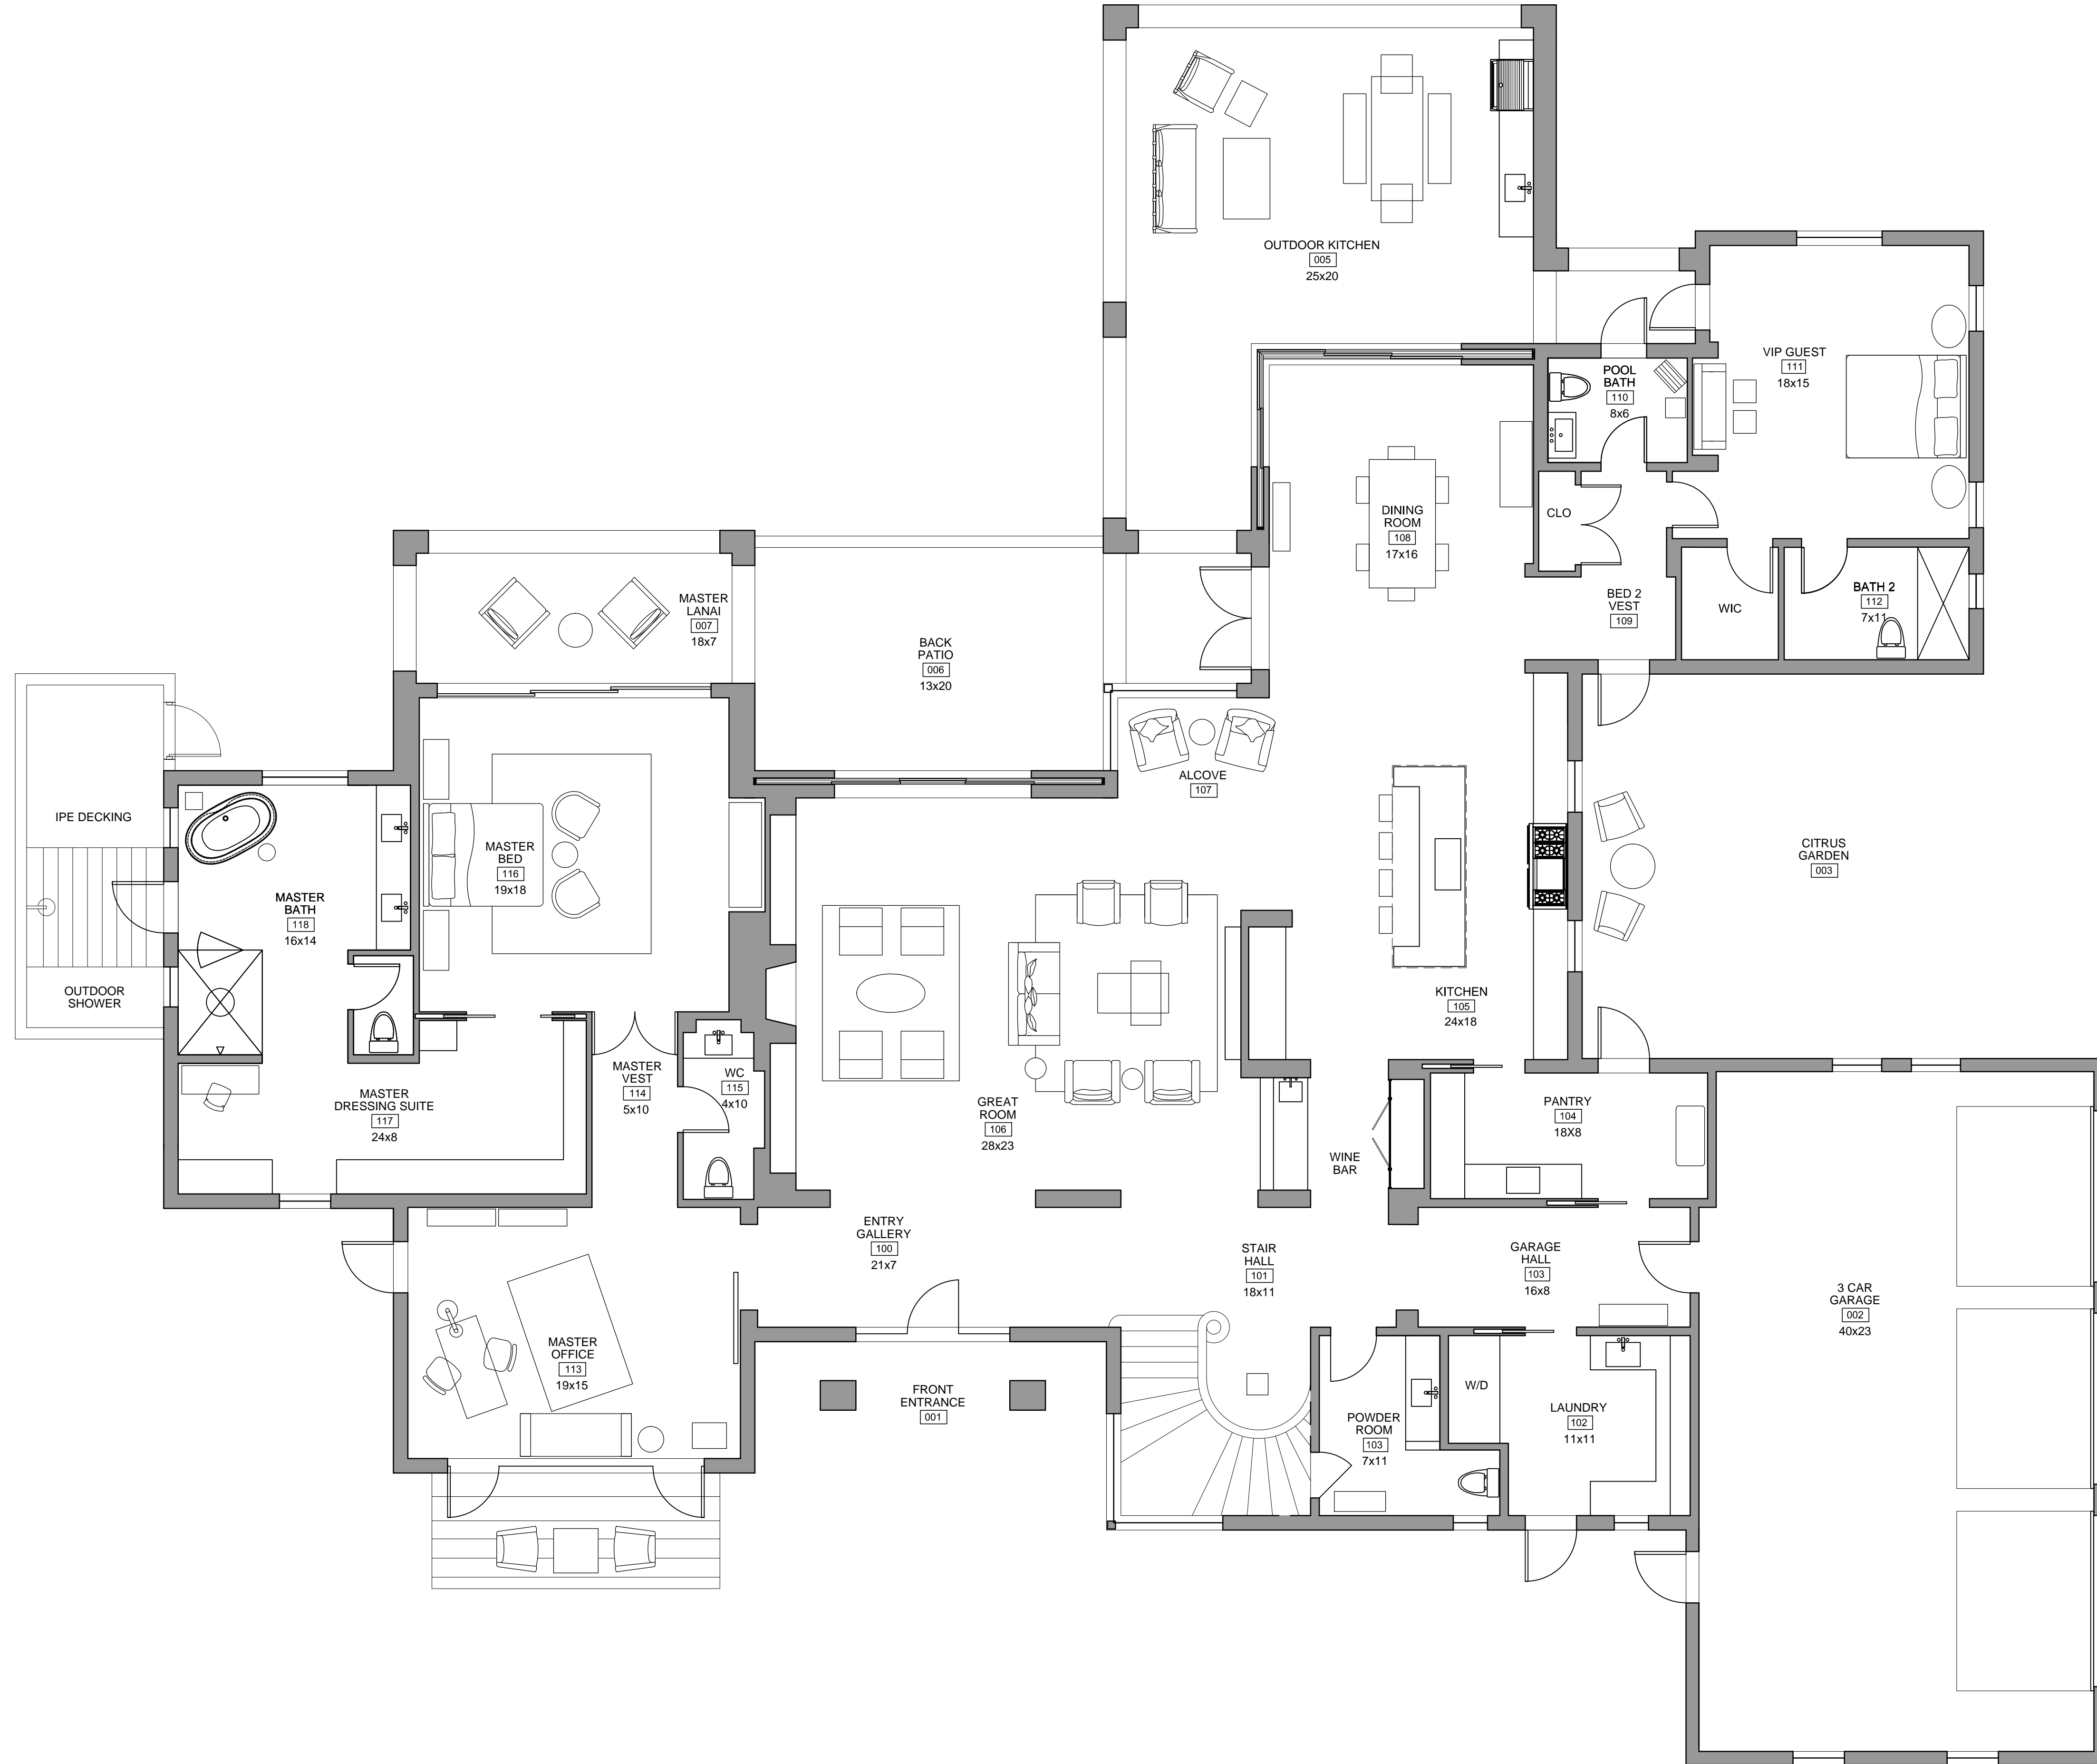 OUTDOOR KITCHEN
005
25x20
VIP GUEST
111
18x15
POOL
BATH
110
8x6
DINING
ROOM
108
17x16
CLO
BED 2
VEST
109
WIC
BATH 2
112
7x11
MASTER
LANAI
007
18x7
BACK
PATIO
006
13x20
ALCOVE
107
IPE DECKING
MASTER
BED
116
19x18
CITRUS
GARDEN
003
MASTER
BATH
118
16x14
OUTDOOR
SHOWER
KITCHEN
105
24x18
MASTER
VEST
114
5x10
WC
115
4x10
MASTER
DRESSING SUITE
117
24x8
GREAT
ROOM
106
28x23
PANTRY
104
18X8
WINE
BAR
ENTRY
GALLERY
100
21x7
STAIR
HALL
101
18x11
GARAGE
HALL
103
16x8
3 CAR
GARAGE
002
40x23
MASTER
OFFICE
113
19x15
FRONT
ENTRANCE
001
W/D
POWDER
ROOM
103
7x11
LAUNDRY
102
11x11